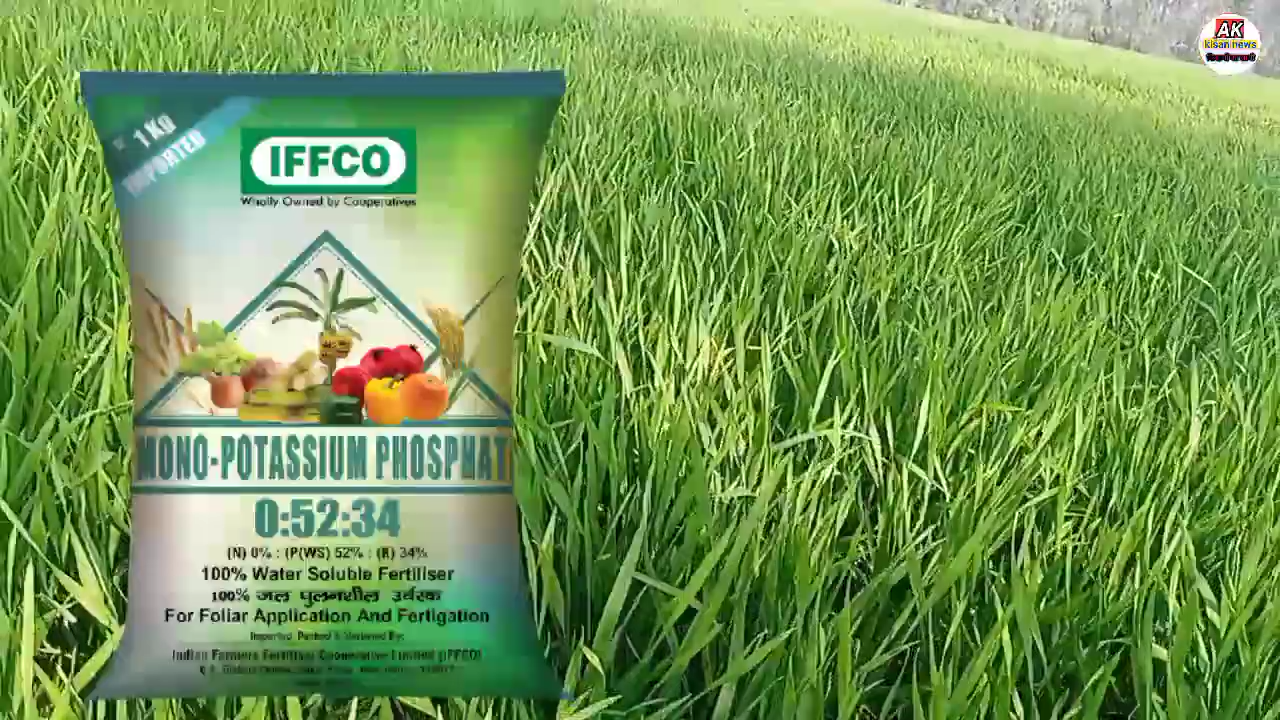 1 Kg
IMPORTED
IFFCO
Wholly Owned by Cooperatives
MONO-POTASSIUM PHOSPHAT
0:52:34
(N) 0% : (P(WS) 52% : (K) 34%
100% Water Soluble Fertiliser
100% जल घुलनशील उर्वरक
For Foliar Application And Fertigation
Imported, Packed & Marketed By:
Indian Farmers Fertiliser Cooperative Limited (IFFCO)
AK
kisan news